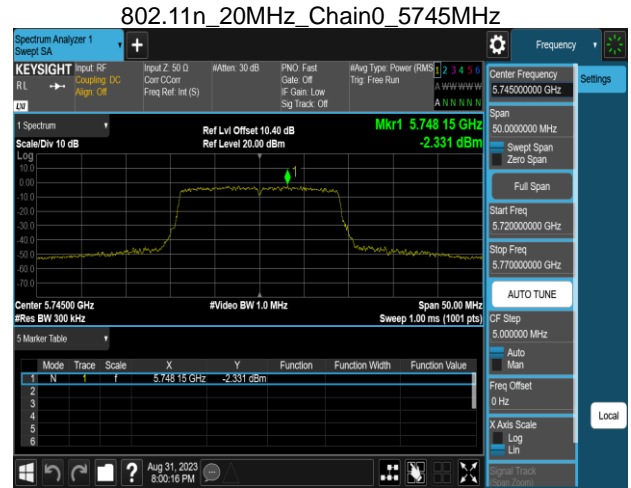 802.11n_20MHz_Chain0_5745MHz
Spectrum Analyzer 1
Swept SA
Frequency
KEYSIGHT
RL
LXI
Input: RF
Coupling: DC
Align: Off
Input Z: 50 Ω
Corr CCorr
Freq Ref: Int (S)
#Atten: 30 dB
PNO: Fast
Gate: Off
IF Gain: Low
Sig Track: Off
#Avg Type: Power (RMS
Trig: Free Run
1 2 3 4 5 6
A W W W W W
A N N N N N
Center Frequency
5.745000000 GHz
Settings
1 Spectrum
Scale/Div 10 dB
Ref Lvl Offset 10.40 dB
Ref Level 20.00 dBm
Mkr1 5.748 15 GHz
-2.331 dBm
Span
50.0000000 MHz
Swept Span
Zero Span
Full Span
Start Freq
5.720000000 GHz
Stop Freq
5.770000000 GHz
AUTO TUNE
CF Step
5.000000 MHz
Auto
Man
Freq Offset
0 Hz
X Axis Scale
Log
Lin
Signal Track
(Span Zoom)
Local
Log
10.0
0.00
-10.0
-20.0
-30.0
-40.0
-50.0
-60.0
-70.0
1
Center 5.74500 GHz
#Res BW 300 kHz
#Video BW 1.0 MHz
Span 50.00 MHz
Sweep 1.00 ms (1001 pts)
5 Marker Table
Mode Trace Scale X Y Function Function Width Function Value
1 N 1 f 5.748 15 GHz -2.331 dBm
2
3
4
5
6
? Aug 31, 2023
8:00:16 PM